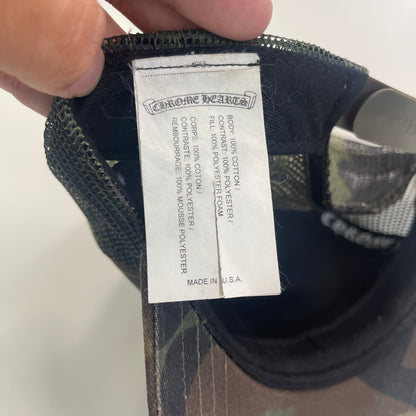 CHROME HEARTS
BODY: 100% COTTON /
CONTRAST: 100% POLYESTER /
FILL: 100% POLYESTER FOAM
CORPS: 100% COTON /
CONTRASTE: 100% POLYESTER /
REMBOURRAGE: 100% MOUSSE POLYESTER
MADE IN U.S.A.